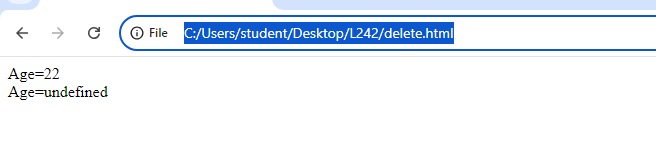 File C:/Users/student/Desktop/L242/delete.html
Age=22
Age=undefined